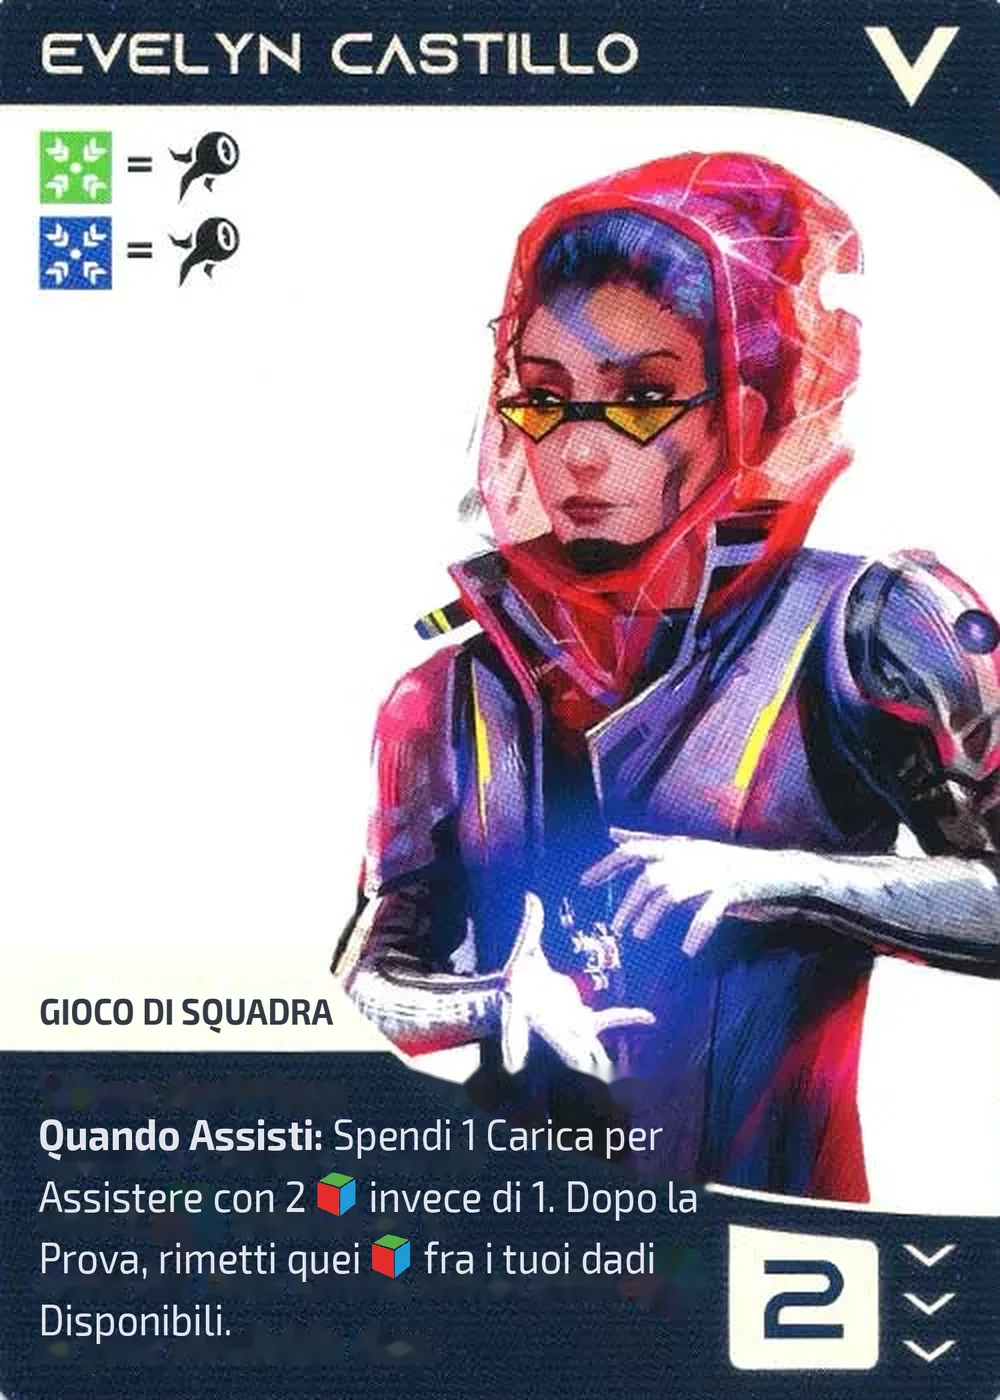 EVELYN CASTILLO
=
=
GIOCO DI SQUADRA
Quando Assisti: Spendi 1 Carica per
Assistere con 2 invece di 1. Dopo la
Prova, rimetti quei fra i tuoi dadi
Disponibili.
2